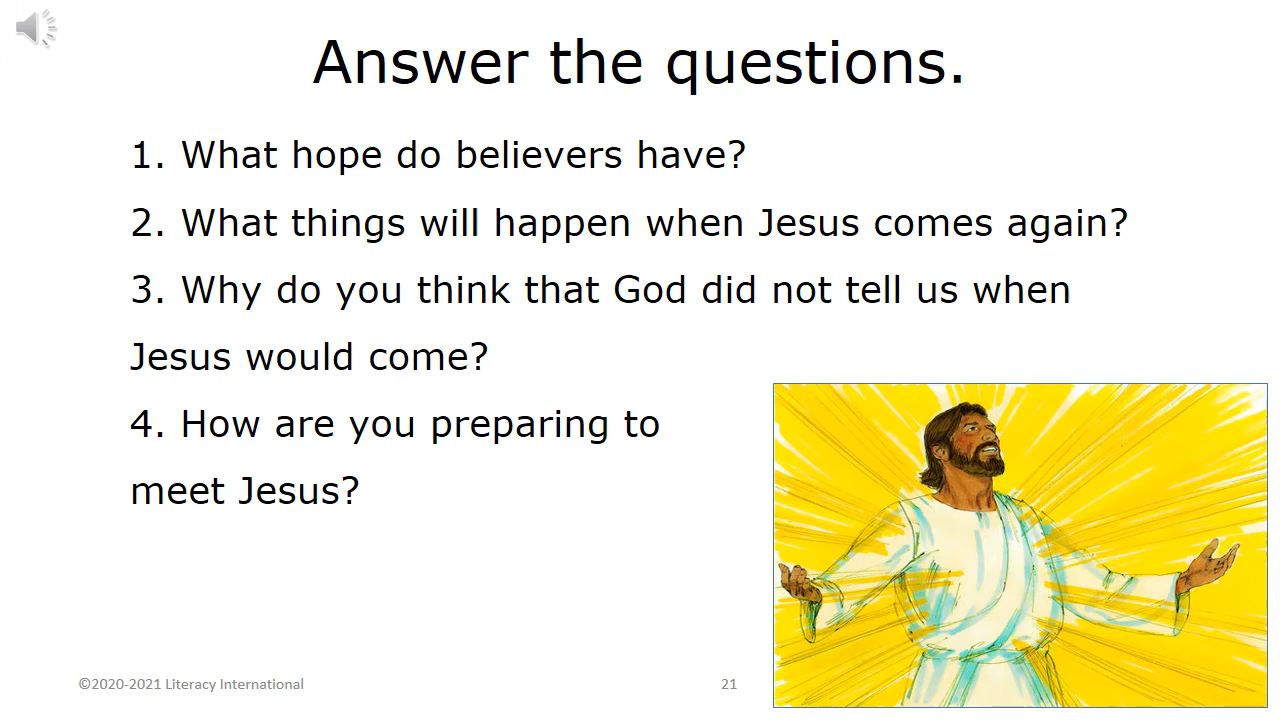 Answer the questions.
1. What hope do believers have?
2. What things will happen when Jesus comes again?
3. Why do you think that God did not tell us when
Jesus would come?
4. How are you preparing to
meet Jesus?
©2020-2021 Literacy International
21